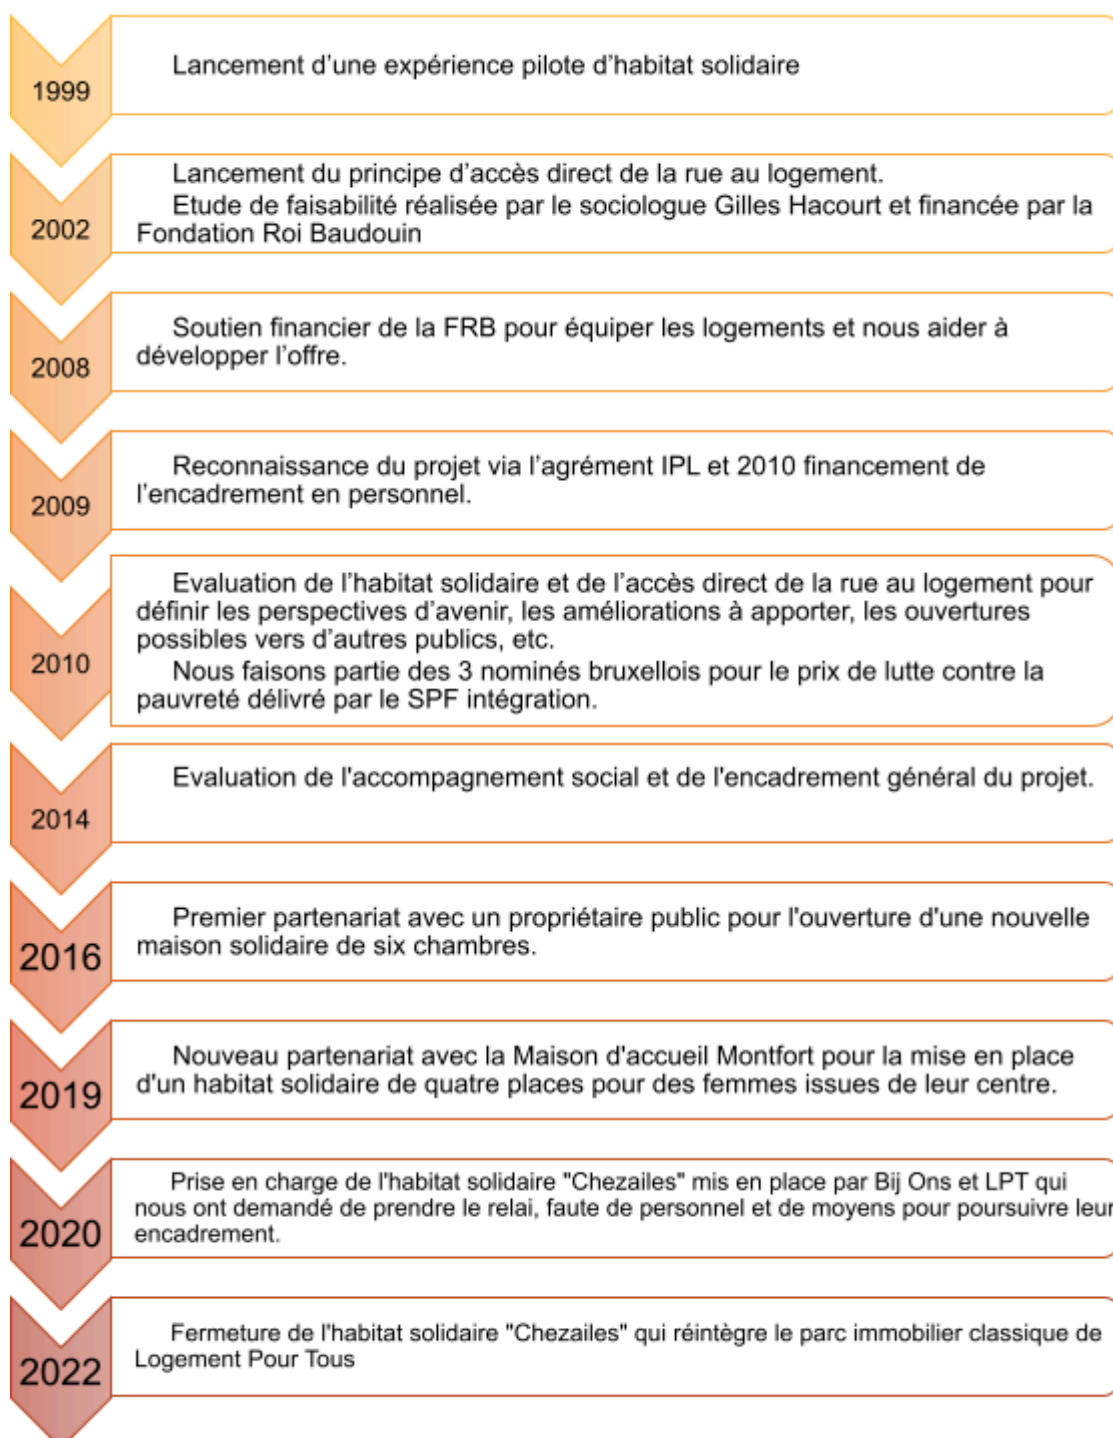 1999
Lancement d'une expérience pilote d'habitat solidaire
2002
Lancement du principe d'accès direct de la rue au logement.
Etude de faisabilité réalisée par le sociologue Gilles Hacourt et financée par la
Fondation Roi Baudouin
2008
Soutien financier de la FRB pour équiper les logements et nous aider à
développer l'offre.
2009
Reconnaissance du projet via l'agrément IPL et 2010 financement de
l'encadrement en personnel.
2010
Evaluation de l'habitat solidaire et de l'accès direct de la rue au logement pour
définir les perspectives d'avenir, les améliorations à apporter, les ouvertures
possibles vers d'autres publics, etc.
Nous faisons partie des 3 nominés bruxellois pour le prix de lutte contre la
pauvreté délivré par le SPF intégration.
2014
Evaluation de l'accompagnement social et de l'encadrement général du projet.
2016
Premier partenariat avec un propriétaire public pour l'ouverture d'une nouvelle
maison solidaire de six chambres.
2019
Nouveau partenariat avec la Maison d'accueil Montfort pour la mise en place
d'un habitat solidaire de quatre places pour des femmes issues de leur centre.
2020
Prise en charge de l'habitat solidaire "Chezailes" mis en place par Bij Ons et LPT qui
nous ont demandé de prendre le relai, faute de personnel et de moyens pour poursuivre leur
encadrement.
2022
Fermeture de l'habitat solidaire "Chezailes" qui réintègre le parc immobilier classique de
Logement Pour Tous